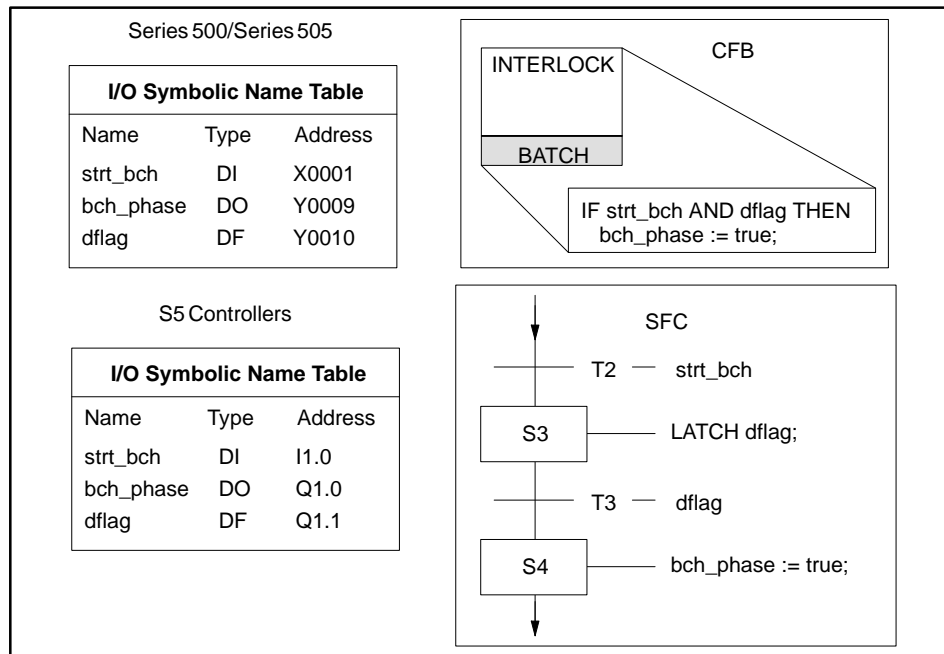 Series 500/Series 505
I/O Symbolic Name Table
Name Type Address
strt_bch DI X0001
bch_phase DO Y0009
dflag DF Y0010
S5 Controllers
I/O Symbolic Name Table
Name Type Address
strt_bch DI I1.0
bch_phase DO Q1.0
dflag DF Q1.1
CFB
INTERLOCK
BATCH
IF strt_bch AND dflag THEN
bch_phase := true;
SFC
T2 strt_bch
S3 LATCH dflag;
T3 dflag
S4 bch_phase := true;